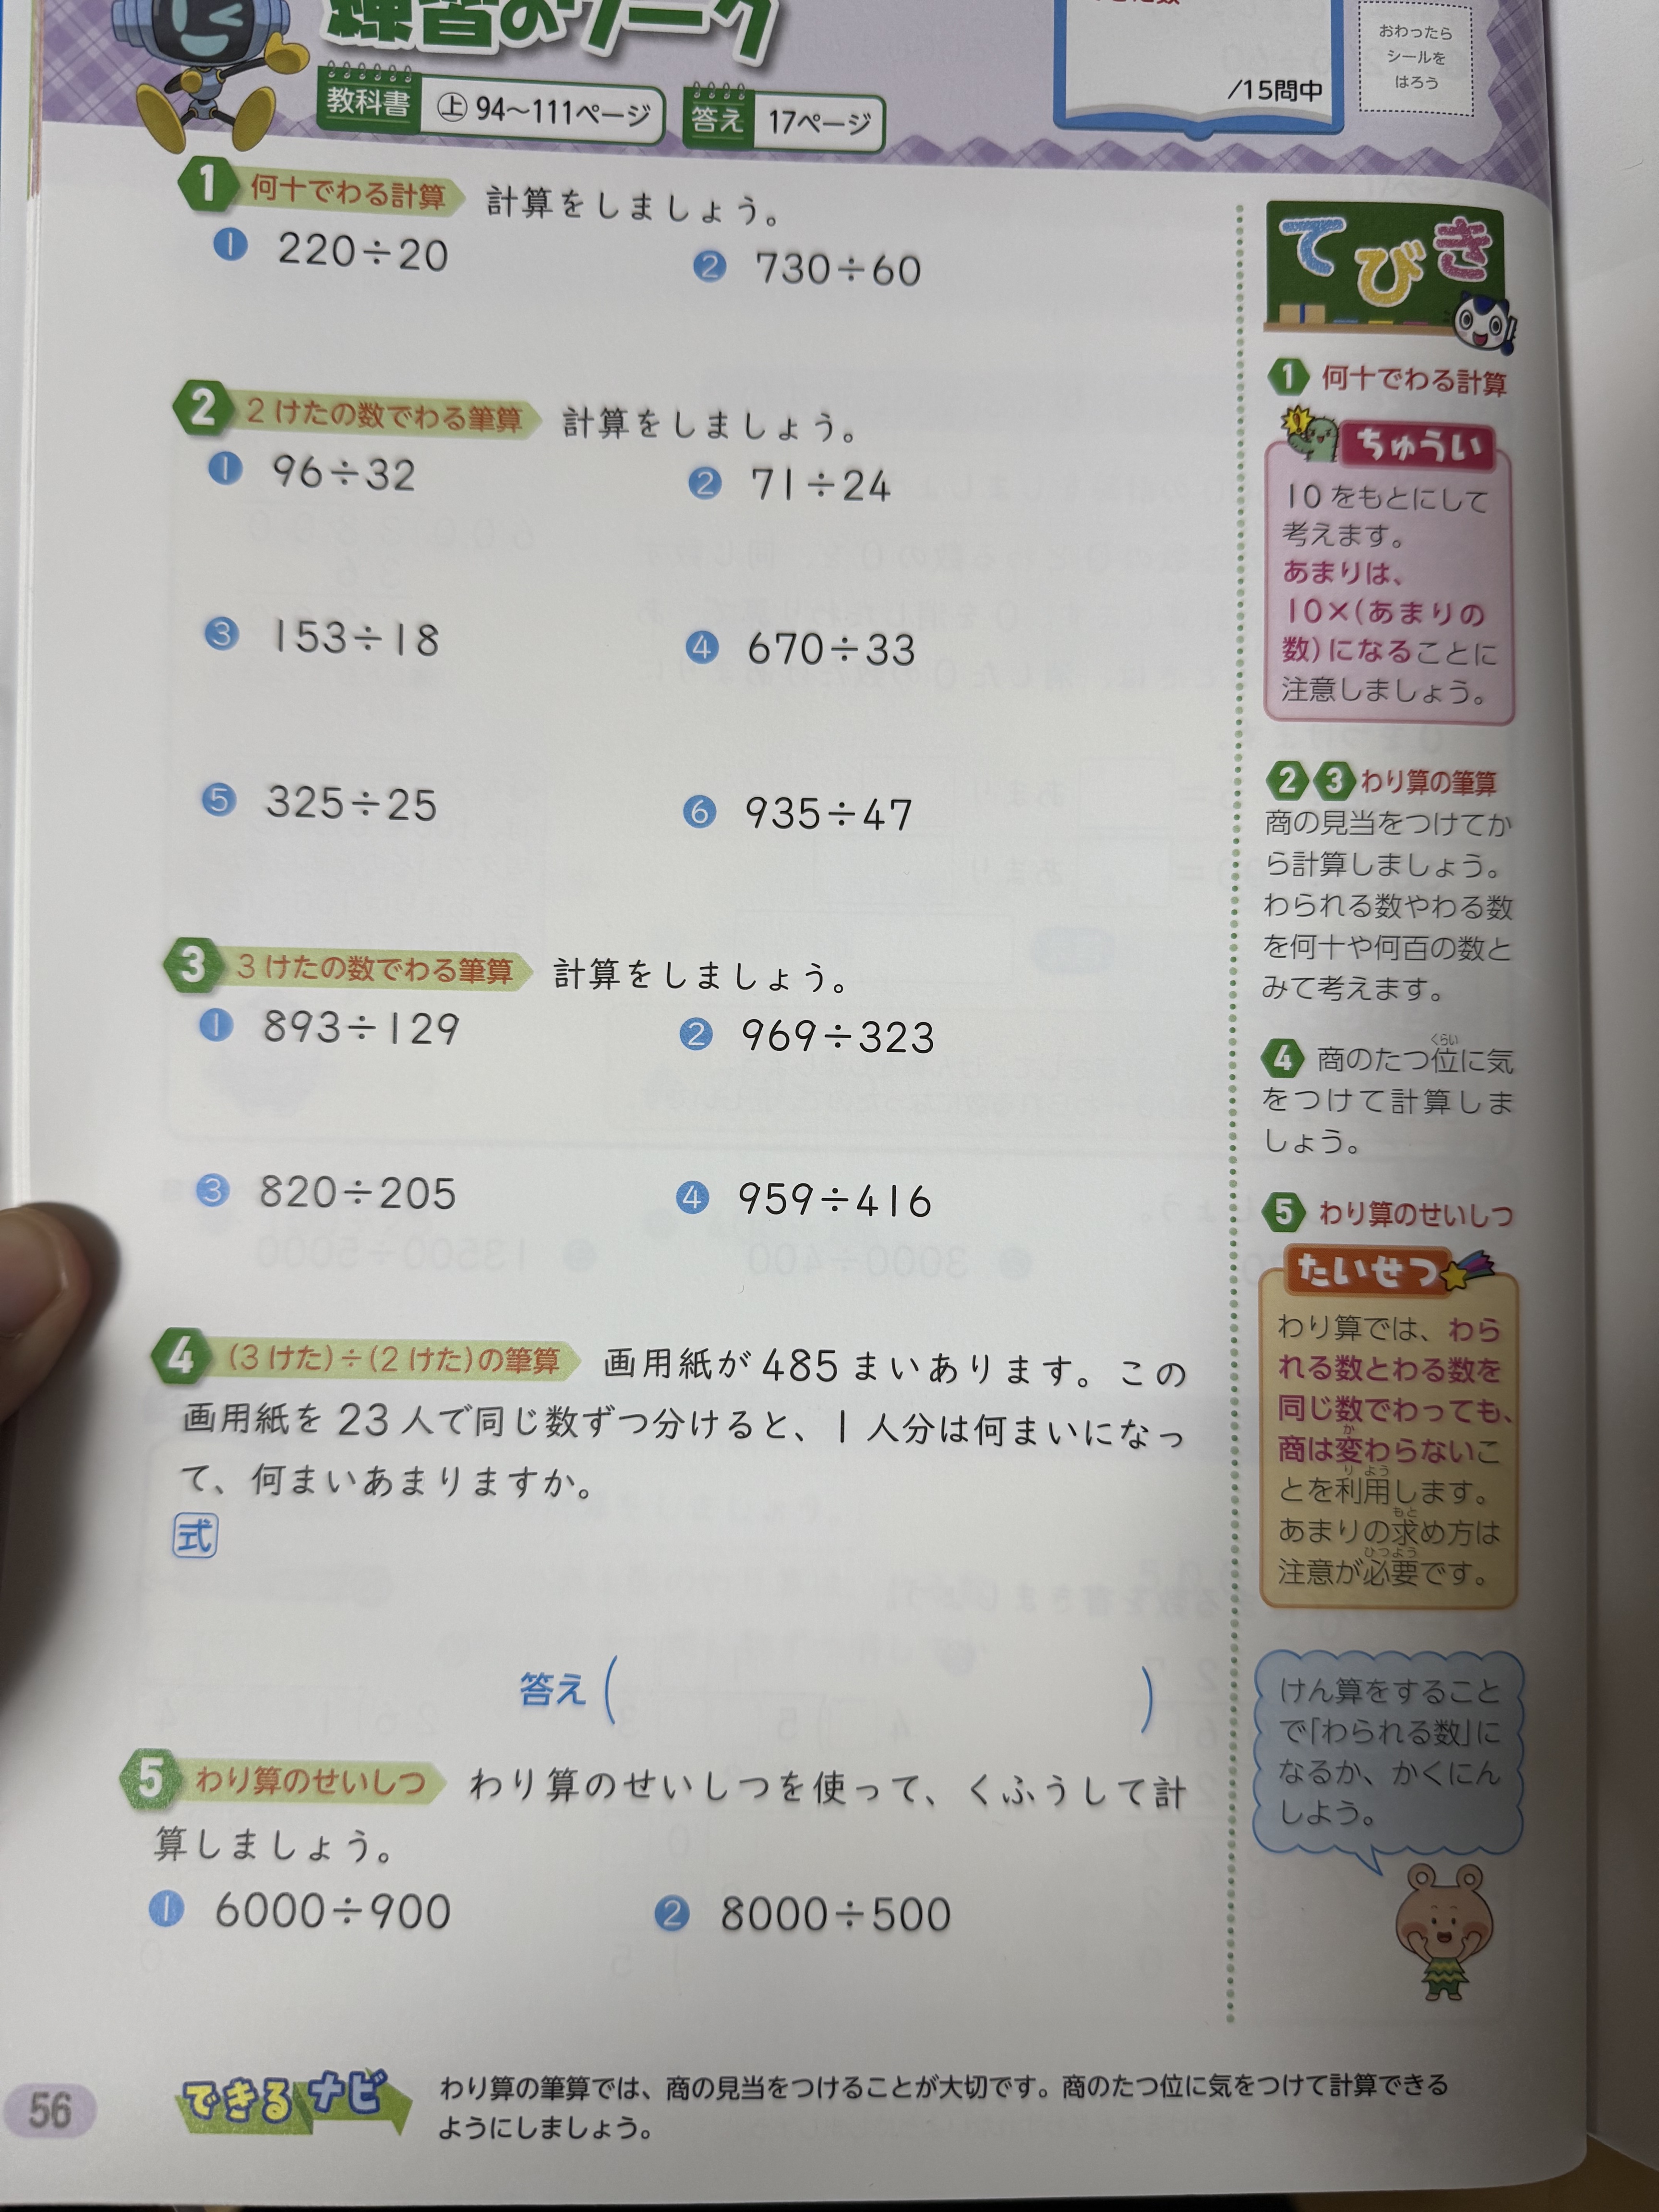 練習のワーク
教科書 ㊤94〜111ページ 答え 17ページ
/15問中
おわったら
シールを
はろう
1 何十でわる計算 計算をしましょう。
① 220÷20 ② 730÷60
2 2けたの数でわる筆算 計算をしましょう。
① 96÷32 ② 71÷24
③ 153÷18 ④ 670÷33
⑤ 325÷25 ⑥ 935÷47
3 3けたの数でわる筆算 計算をしましょう。
① 893÷129 ② 969÷323
③ 820÷205 ④ 959÷416
4 (3けた)÷(2けた)の筆算 画用紙が485まいあります。この
画用紙を23人で同じ数ずつ分けると、1人分は何まいになっ
て、何まいあまりますか。
式
答え( )
5 わり算のせいしつ わり算のせいしつを使って、くふうして計
算しましょう。
① 6000÷900 ② 8000÷500
てびき
1 何十でわる計算
ちゅうい
10をもとにして
考えます。
あまりは、
10×(あまりの
数)になることに
注意しましょう。
2 3 わり算の筆算
商の見当をつけてか
ら計算しましょう。
わられる数やわる数
を何十や何百の数と
みて考えます。
くらい
4 商のたつ位に気
をつけて計算しま
しょう。
5 わり算のせいしつ
たいせつ
わり算では、わら
れる数とわる数を
同じ数でわっても、
か
商は変わらないこ
りよう
とを利用します。
もと
あまりの求め方は
ひつよう
注意が必要です。
けん算をすること
で「わられる数」に
なるか、かくにん
しよう。
56
できるナビ わり算の筆算では、商の見当をつけることが大切です。商のたつ位に気をつけて計算できる
ようにしましょう。